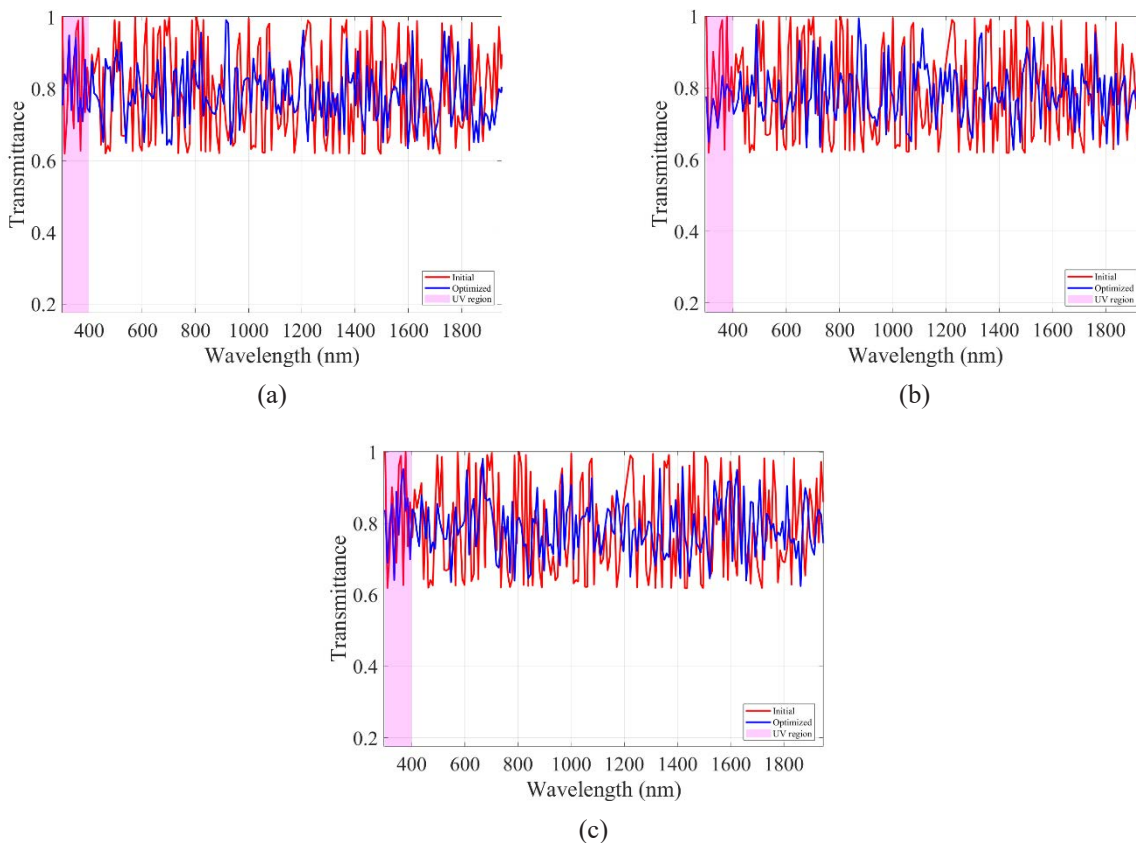 1
0.8
0.6
0.4
0.2
Transmittance
Initial
Optimized
UV region
400 600 800 1000 1200 1400 1600 1800
Wavelength (nm)
(a)
1
0.8
0.6
0.4
0.2
Transmittance
Initial
Optimized
UV region
400 600 800 1000 1200 1400 1600 1800
Wavelength (nm)
(b)
1
0.8
0.6
0.4
0.2
Transmittance
Initial
Optimized
UV region
400 600 800 1000 1200 1400 1600 1800
Wavelength (nm)
(c)